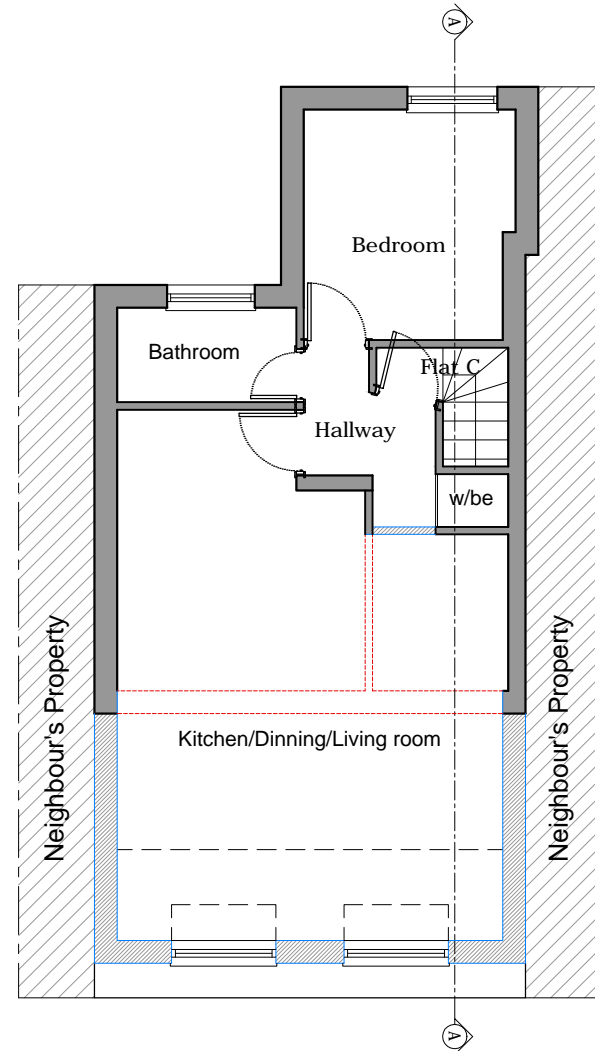 A
Bedroom
Bathroom
Flat C
Hallway
w/be
Neighbour's Property
Neighbour's Property
Kitchen/Dinning/Living room
A